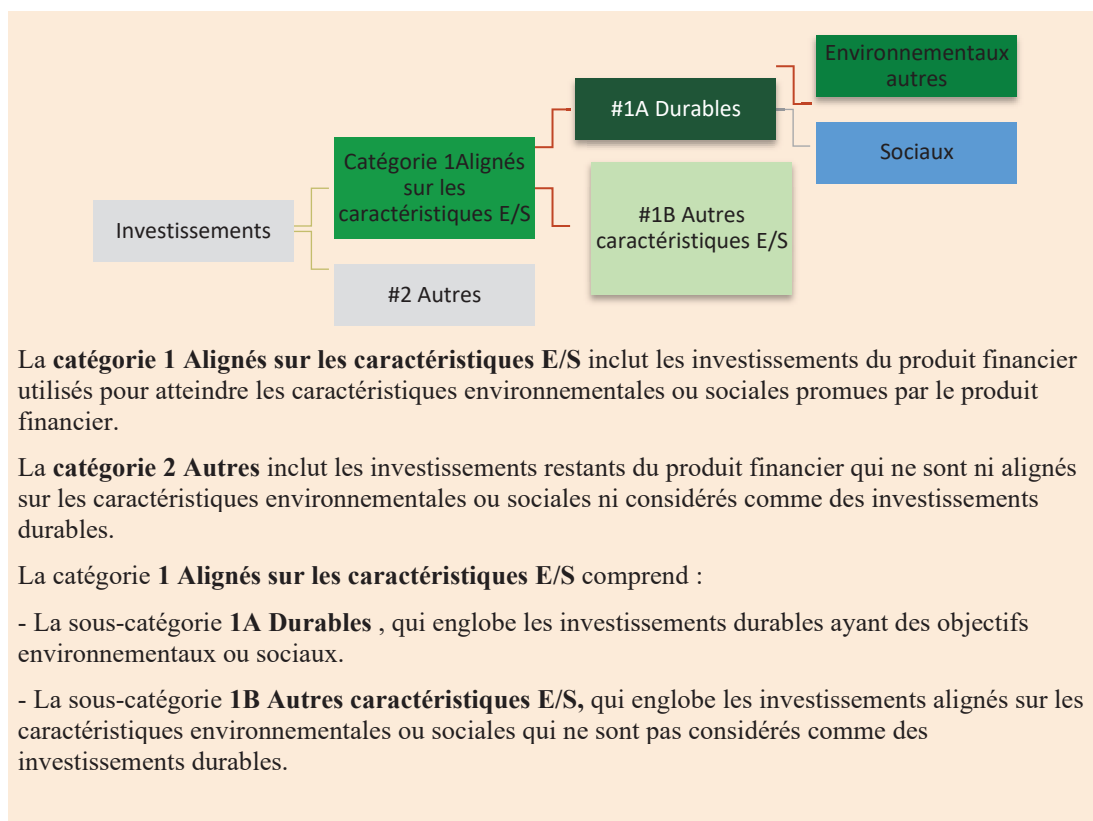 Environnementaux
autres
#1A Durables
Sociaux
Catégorie 1Alignés
sur les
caractéristiques E/S
#1B Autres
caractéristiques E/S
Investissements
#2 Autres
La catégorie 1 Alignés sur les caractéristiques E/S inclut les investissements du produit financier
utilisés pour atteindre les caractéristiques environnementales ou sociales promues par le produit
financier.
La catégorie 2 Autres inclut les investissements restants du produit financier qui ne sont ni alignés
sur les caractéristiques environnementales ou sociales ni considérés comme des investissements
durables.
La catégorie 1 Alignés sur les caractéristiques E/S comprend :
- La sous-catégorie 1A Durables , qui englobe les investissements durables ayant des objectifs
environnementaux ou sociaux.
- La sous-catégorie 1B Autres caractéristiques E/S, qui englobe les investissements alignés sur les
caractéristiques environnementales ou sociales qui ne sont pas considérés comme des
investissements durables.